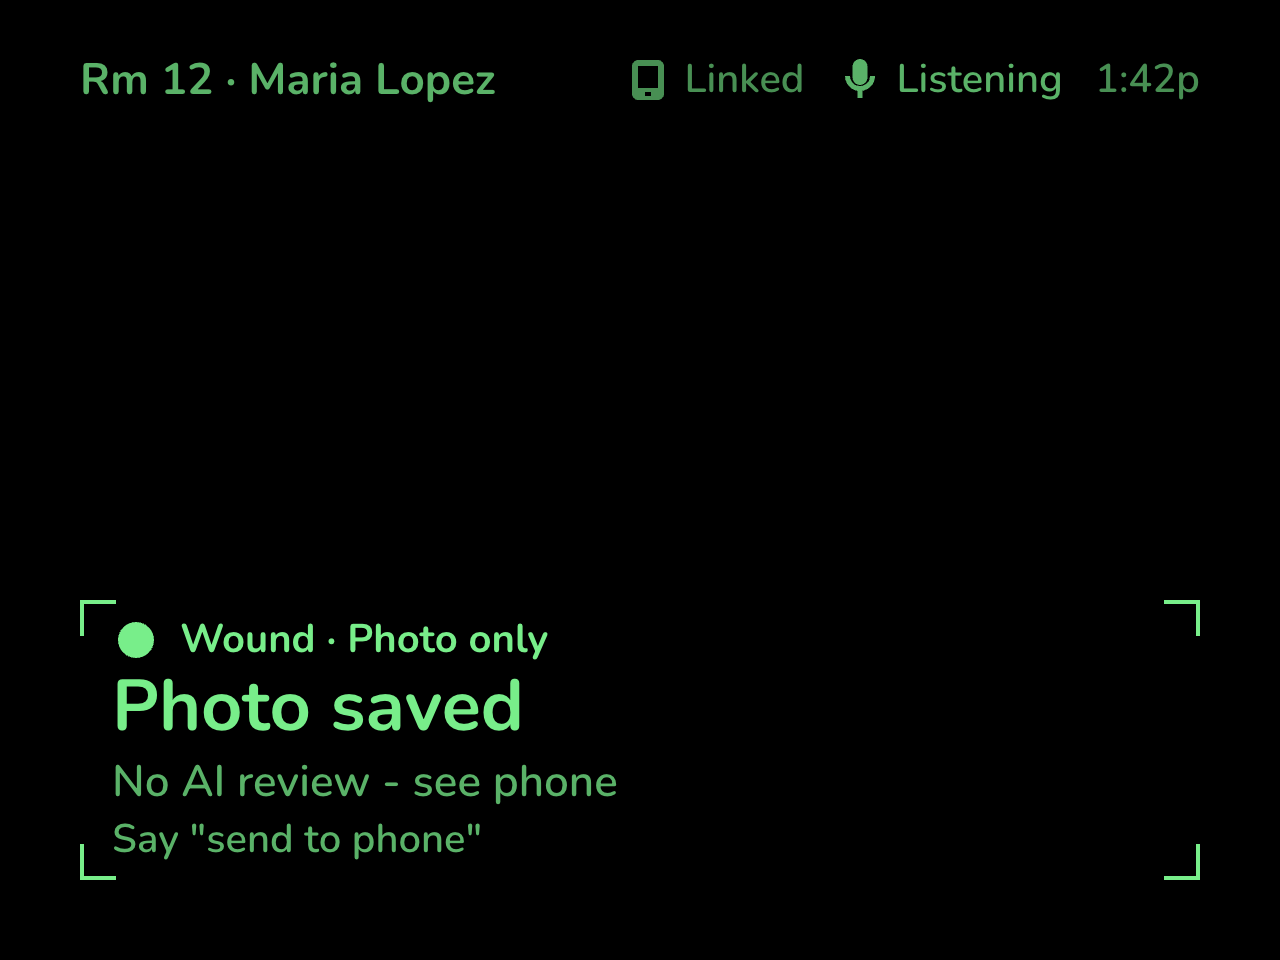 Rm 12 · Maria Lopez Linked Listening 1:42p
Wound · Photo only
Photo saved
No AI review - see phone
Say "send to phone"